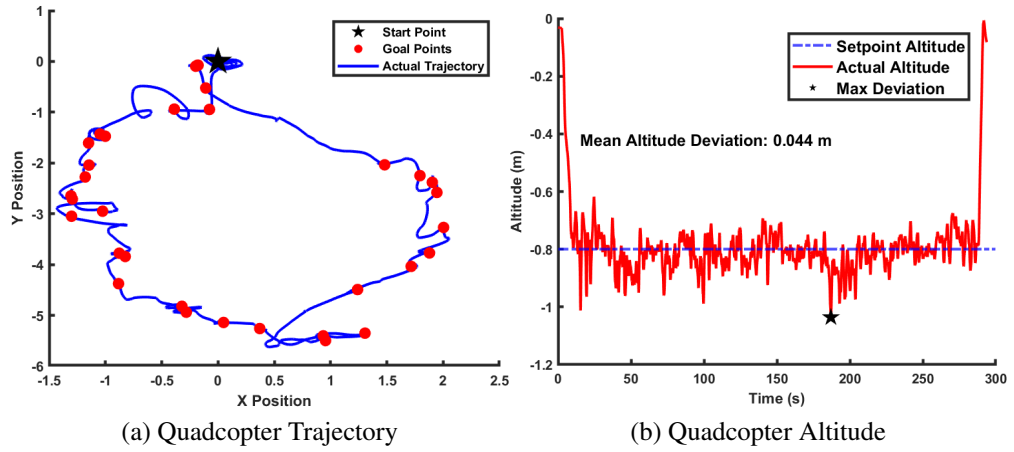 1
0
-1
-2
-3
-4
-5
-6
Y Position
-1.5
-1
-0.5
0
0.5
1
1.5
2
2.5
X Position
Start Point
Goal Points
Actual Trajectory
(a) Quadcopter Trajectory
0
-0.2
-0.4
-0.6
-0.8
-1
-1.2
Altitude (m)
0
50
100
150
200
250
300
Time (s)
Setpoint Altitude
Actual Altitude
Max Deviation
Mean Altitude Deviation: 0.044 m
(b) Quadcopter Altitude